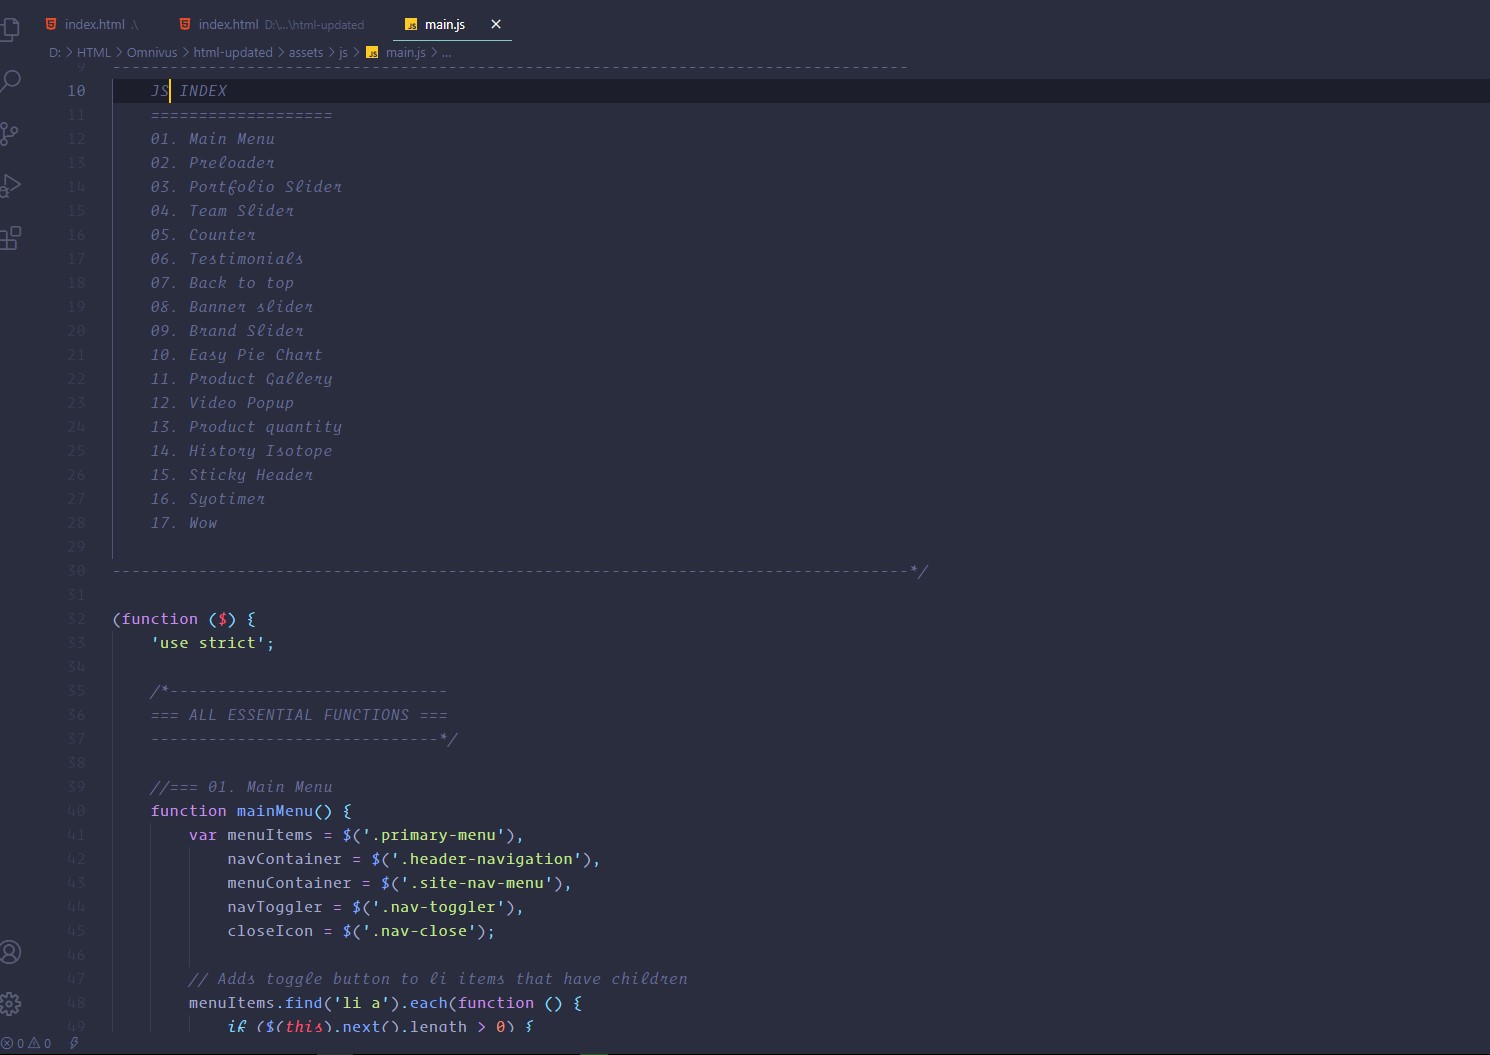 index.html .\ index.html D:\...\html-updated main.js
D: > HTML > Omnivus > html-updated > assets > js > main.js > ...
9 -----------------------------------------------------------------------------------
10 JS INDEX
11 ===================
12 01. Main Menu
13 02. Preloader
14 03. Portfolio Slider
15 04. Team Slider
16 05. Counter
17 06. Testimonials
18 07. Back to top
19 08. Banner slider
20 09. Brand Slider
21 10. Easy Pie Chart
22 11. Product Gallery
23 12. Video Popup
24 13. Product quantity
25 14. History Isotope
26 15. Sticky Header
27 16. Syotimer
28 17. Wow
29
30 -----------------------------------------------------------------------------------*/
31
32 (function ($) {
33 'use strict';
34
35 /*-----------------------------
36 === ALL ESSENTIAL FUNCTIONS ===
37 ------------------------------*/
38
39 //=== 01. Main Menu
40 function mainMenu() {
41 var menuItems = $('.primary-menu'),
42 navContainer = $('.header-navigation'),
43 menuContainer = $('.site-nav-menu'),
44 navToggler = $('.nav-toggler'),
45 closeIcon = $('.nav-close');
46
47 // Adds toggle button to li items that have children
48 menuItems.find('li a').each(function () {
49 if ($(this).next().length > 0) {
0 0